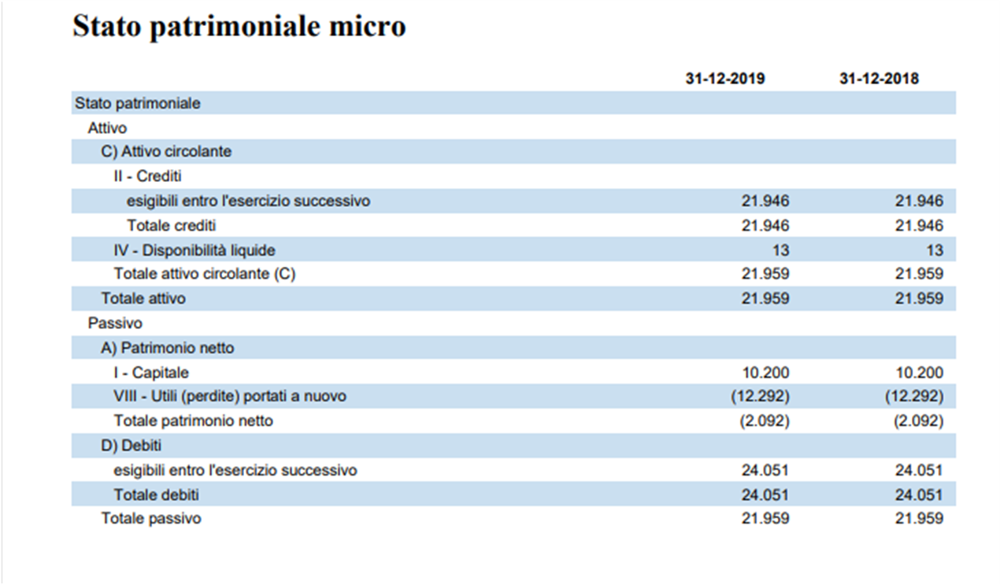 Stato patrimoniale micro
31-12-2019 31-12-2018
Stato patrimoniale
Attivo
C) Attivo circolante
II - Crediti
esigibili entro l'esercizio successivo 21.946 21.946
Totale crediti 21.946 21.946
IV - Disponibilità liquide 13 13
Totale attivo circolante (C) 21.959 21.959
Totale attivo 21.959 21.959
Passivo
A) Patrimonio netto
I - Capitale 10.200 10.200
VIII - Utili (perdite) portati a nuovo (12.292) (12.292)
Totale patrimonio netto (2.092) (2.092)
D) Debiti
esigibili entro l'esercizio successivo 24.051 24.051
Totale debiti 24.051 24.051
Totale passivo 21.959 21.959